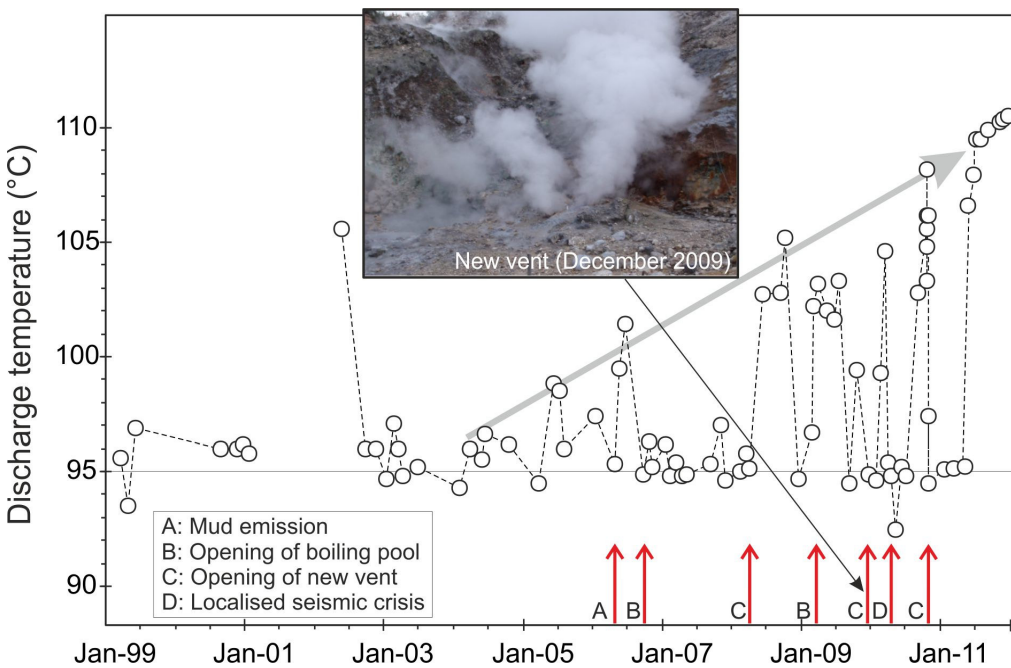 Discharge temperature (°C)
110
105
100
95
90
New vent (December 2009)
A: Mud emission
B: Opening of boiling pool
C: Opening of new vent
D: Localised seismic crisis
A B C B C D C
Jan-99 Jan-01 Jan-03 Jan-05 Jan-07 Jan-09 Jan-11